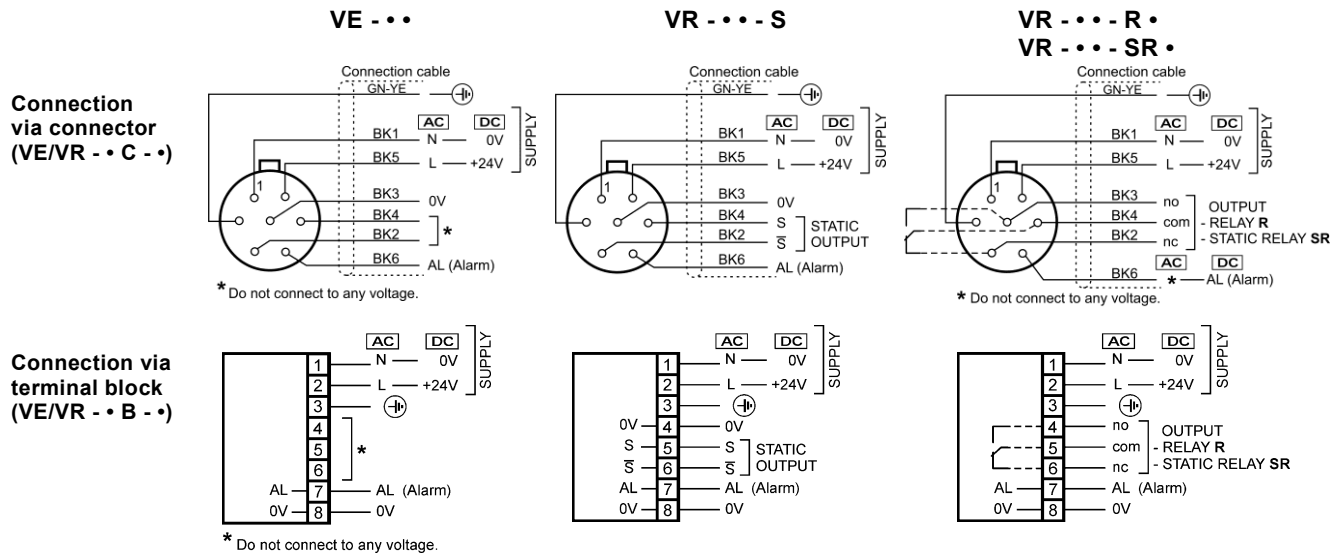 VE - • •
VR - • • - S
VR - • • - R •
VR - • • - SR •
Connection
via connector
(VE/VR - • C - •)
Connection cable
GN-YE
AC DC
BK1 N 0V
BK5 L +24V
SUPPLY
1
BK3 0V
BK4
BK2
*
BK6 AL (Alarm)
* Do not connect to any voltage.
Connection cable
GN-YE
AC DC
BK1 N 0V
BK5 L +24V
SUPPLY
1
BK3 0V
BK4 S
BK2 S̅
STATIC
OUTPUT
BK6 AL (Alarm)
Connection cable
GN-YE
AC DC
BK1 N 0V
BK5 L +24V
SUPPLY
1
BK3 no
BK4 com
BK2 nc
OUTPUT
- RELAY R
- STATIC RELAY SR
AC DC
BK6 * AL (Alarm)
* Do not connect to any voltage.
Connection via
terminal block
(VE/VR - • B - •)
AC DC
1 N 0V
2 L +24V
SUPPLY
3
4
5 *
6
AL 7 AL (Alarm)
0V 8 0V
* Do not connect to any voltage.
AC DC
1 N 0V
2 L +24V
SUPPLY
3
0V 4 0V
S 5 S
S̅ 6 S̅
STATIC
OUTPUT
AL 7 AL (Alarm)
0V 8 0V
AC DC
1 N 0V
2 L +24V
SUPPLY
3
4 no
5 com
6 nc
OUTPUT
- RELAY R
- STATIC RELAY SR
AL 7 AL (Alarm)
0V 8 0V